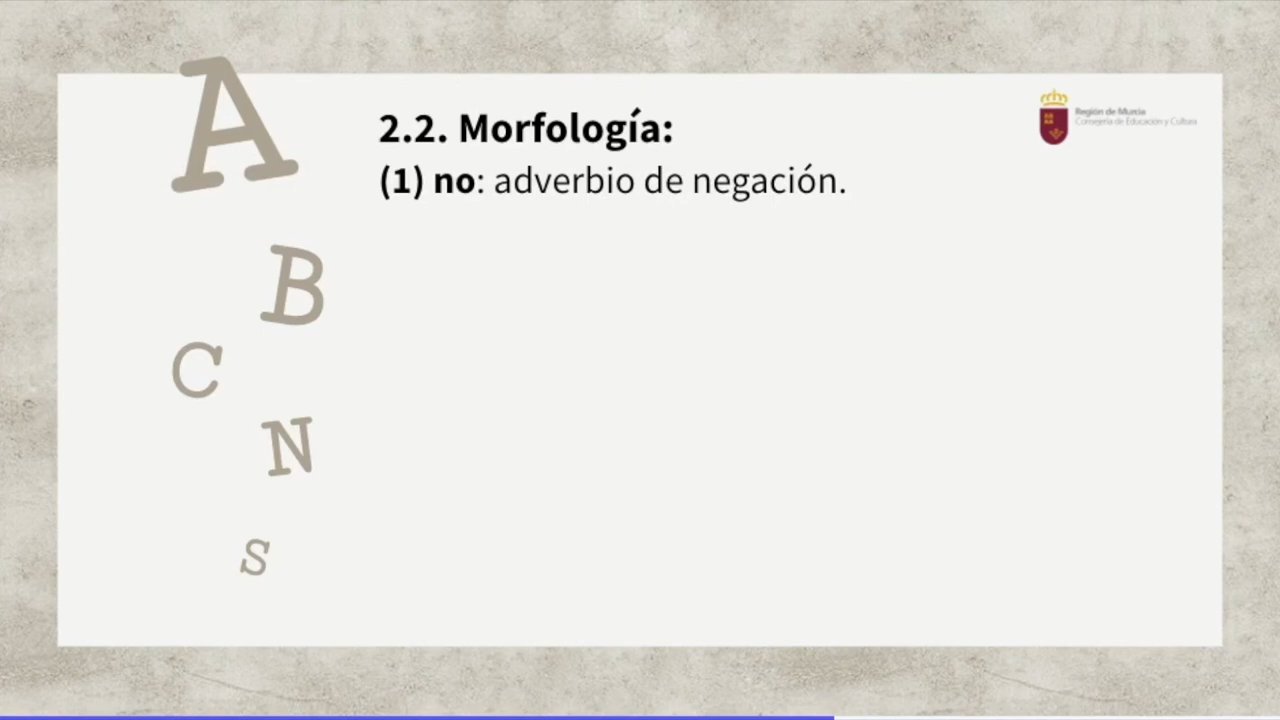 A
2.2. Morfología:
Región de Murcia
Consejería de Educación y Cultura
(1) no: adverbio de negación.
B
C
N
S